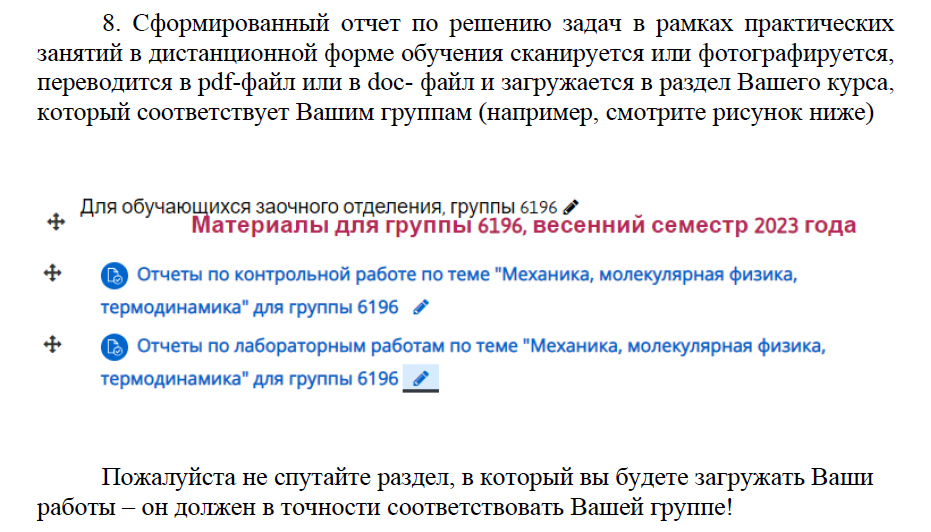 8. Сформированный отчет по решению задач в рамках практических
занятий в дистанционной форме обучения сканируется или фотографируется,
переводится в pdf-файл или в doc- файл и загружается в раздел Вашего курса,
который соответствует Вашим группам (например, смотрите рисунок ниже)
Для обучающихся заочного отделения, группы 6196
Материалы для группы 6196, весенний семестр 2023 года
Отчеты по контрольной работе по теме "Механика, молекулярная физика,
термодинамика" для группы 6196
Отчеты по лабораторным работам по теме "Механика, молекулярная физика,
термодинамика" для группы 6196
Пожалуйста не спутайте раздел, в который вы будете загружать Ваши
работы – он должен в точности соответствовать Вашей группе!